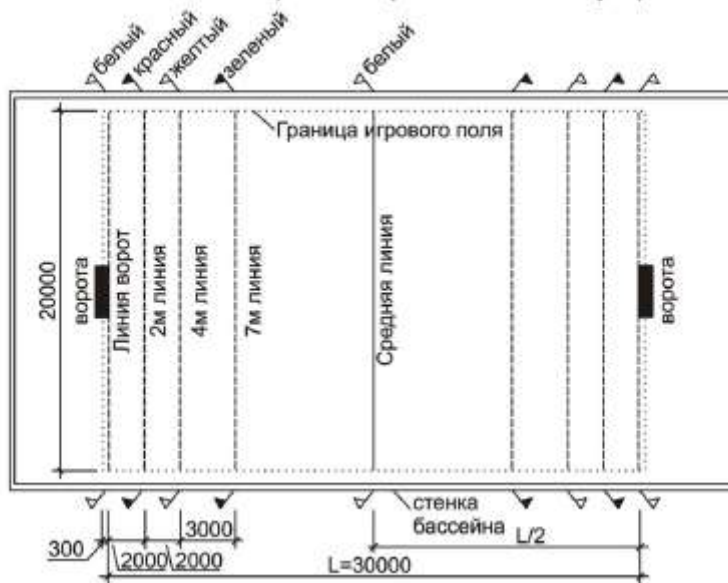 белый
красный
желтый
зеленый
белый
Граница игрового поля
20000
ворота
Линия ворот
2м линия
4м линия
7м линия
Средняя линия
ворота
стенка
бассейна
300
2000
2000
3000
L/2
L=30000